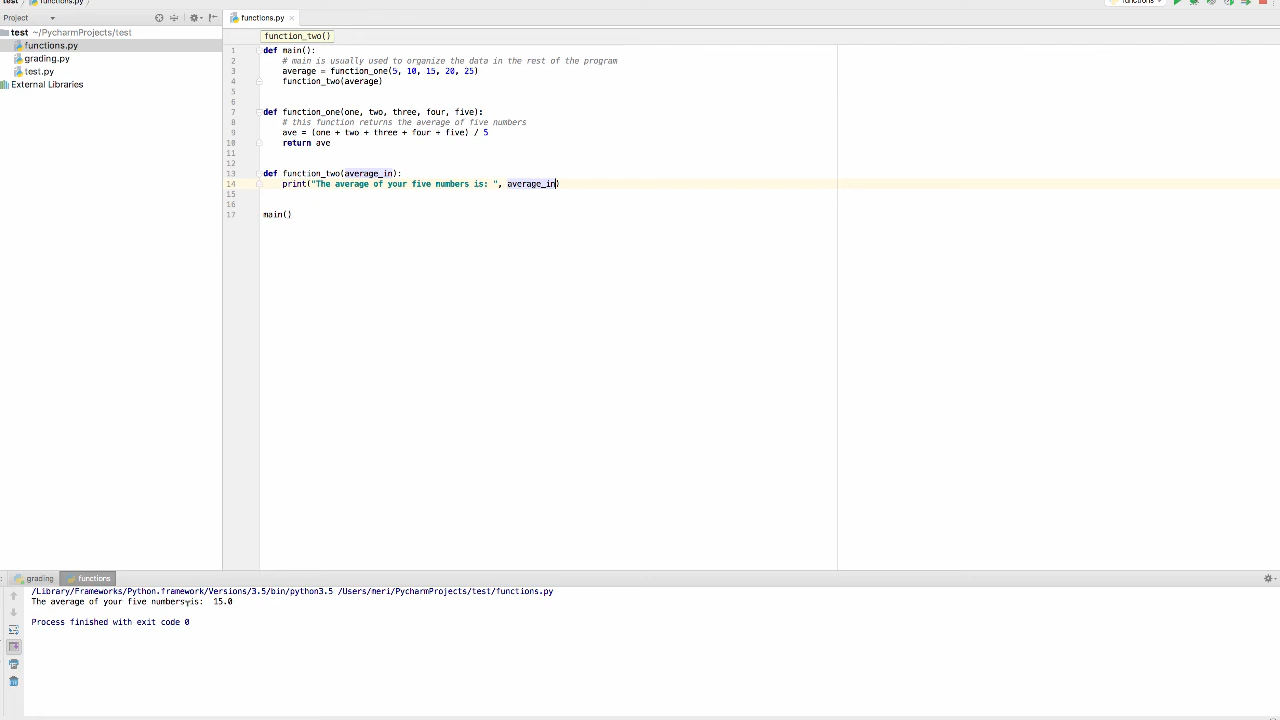 test
functions.py
functions
Project
functions.py
test ~/PycharmProjects/test
functions.py
grading.py
test.py
External Libraries
function_two()
1 def main():
2 # main is usually used to organize the data in the rest of the program
3 average = function_one(5, 10, 15, 20, 25)
4 function_two(average)
5
6
7 def function_one(one, two, three, four, five):
8 # this function returns the average of five numbers
9 ave = (one + two + three + four + five) / 5
10 return ave
11
12
13 def function_two(average_in):
14 print("The average of your five numbers is: ", average_in)
15
16
17 main()
grading
functions
/Library/Frameworks/Python.framework/Versions/3.5/bin/python3.5 /Users/neri/PycharmProjects/test/functions.py
The average of your five numbers is:  15.0
Process finished with exit code 0